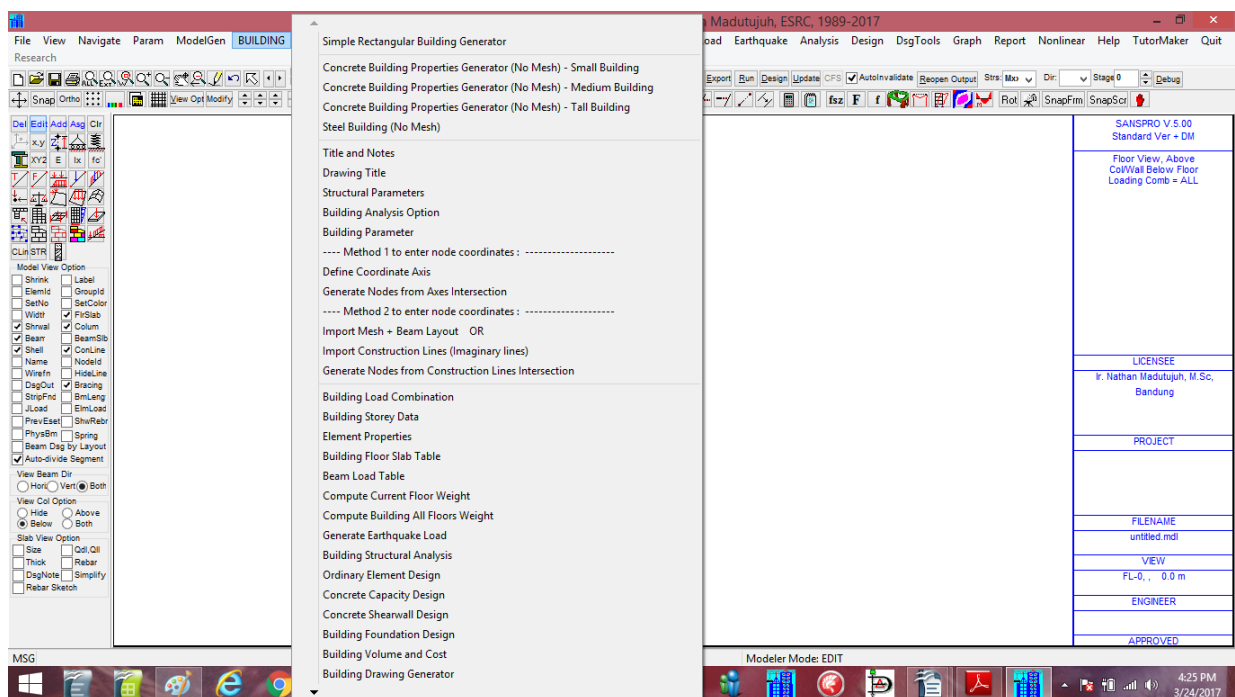 Madutujuh, ESRC, 1989-2017
File View Navigate Param ModelGen BUILDING
oad Earthquake Analysis Design DsgTools Graph Report Nonlinear Help TutorMaker Quit
Research
Export Run Design Update CFS AutoInvalidate Reopen Output Strs: Mxx Dir: Stage 0 Debug
Snap Ortho View Opt Modify
fsz F f Rot SnapFrm SnapScr
Del Edit Add Asg Clr
x.y
XY2 E Ix fc'
CLin STR
Model View Option
Shrink Label
ElemId GroupId
SetNo SetColor
Width FlrSlab
Shrwal Colum
Beam BeamSlb
Shell ConLine
Name NodeId
Wirefn HideLine
DsgOut Bracing
StripFnd BmLeng
JLoad ElmLoad
PrevEset ShwRebr
PhysBm Spring
Beam Dsg by Layout
Auto-divide Segment
View Beam Dir
Hori Vert Both
View Col Option
Hide Above
Below Both
Slab View Option
Size Qdl,Qll
Thick Rebar
DsgNote Simplify
Rebar Sketch
Simple Rectangular Building Generator
Concrete Building Properties Generator (No Mesh) - Small Building
Concrete Building Properties Generator (No Mesh) - Medium Building
Concrete Building Properties Generator (No Mesh) - Tall Building
Steel Building (No Mesh)
Title and Notes
Drawing Title
Structural Parameters
Building Analysis Option
Building Parameter
---- Method 1 to enter node coordinates : --------------------
Define Coordinate Axis
Generate Nodes from Axes Intersection
---- Method 2 to enter node coordinates : --------------------
Import Mesh + Beam Layout OR
Import Construction Lines (Imaginary lines)
Generate Nodes from Construction Lines Intersection
Building Load Combination
Building Storey Data
Element Properties
Building Floor Slab Table
Beam Load Table
Compute Current Floor Weight
Compute Building All Floors Weight
Generate Earthquake Load
Building Structural Analysis
Ordinary Element Design
Concrete Capacity Design
Concrete Shearwall Design
Building Foundation Design
Building Volume and Cost
Building Drawing Generator
SANSPRO V.5.00
Standard Ver + DM
Floor View, Above
Col/Wall Below Floor
Loading Comb = ALL
LICENSEE
Ir. Nathan Madutujuh, M.Sc,
Bandung
PROJECT
FILENAME
untitled.mdl
VIEW
FL-0, , 0.0 m
ENGINEER
APPROVED
MSG
Modeler Mode: EDIT
4:25 PM
3/24/2017